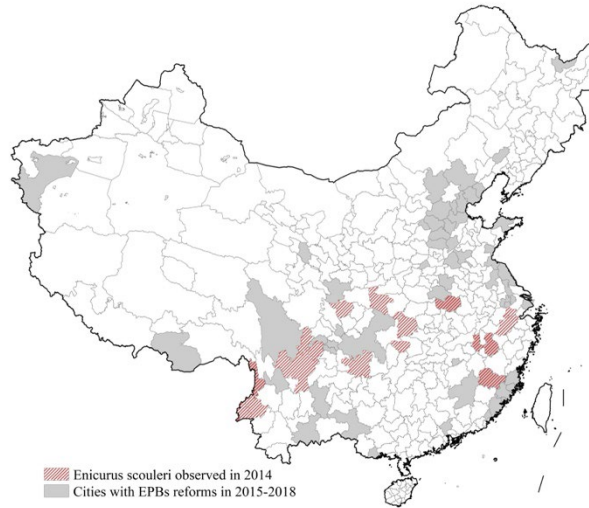 Enicurus scouleri observed in 2014
Cities with EPBs reforms in 2015-2018